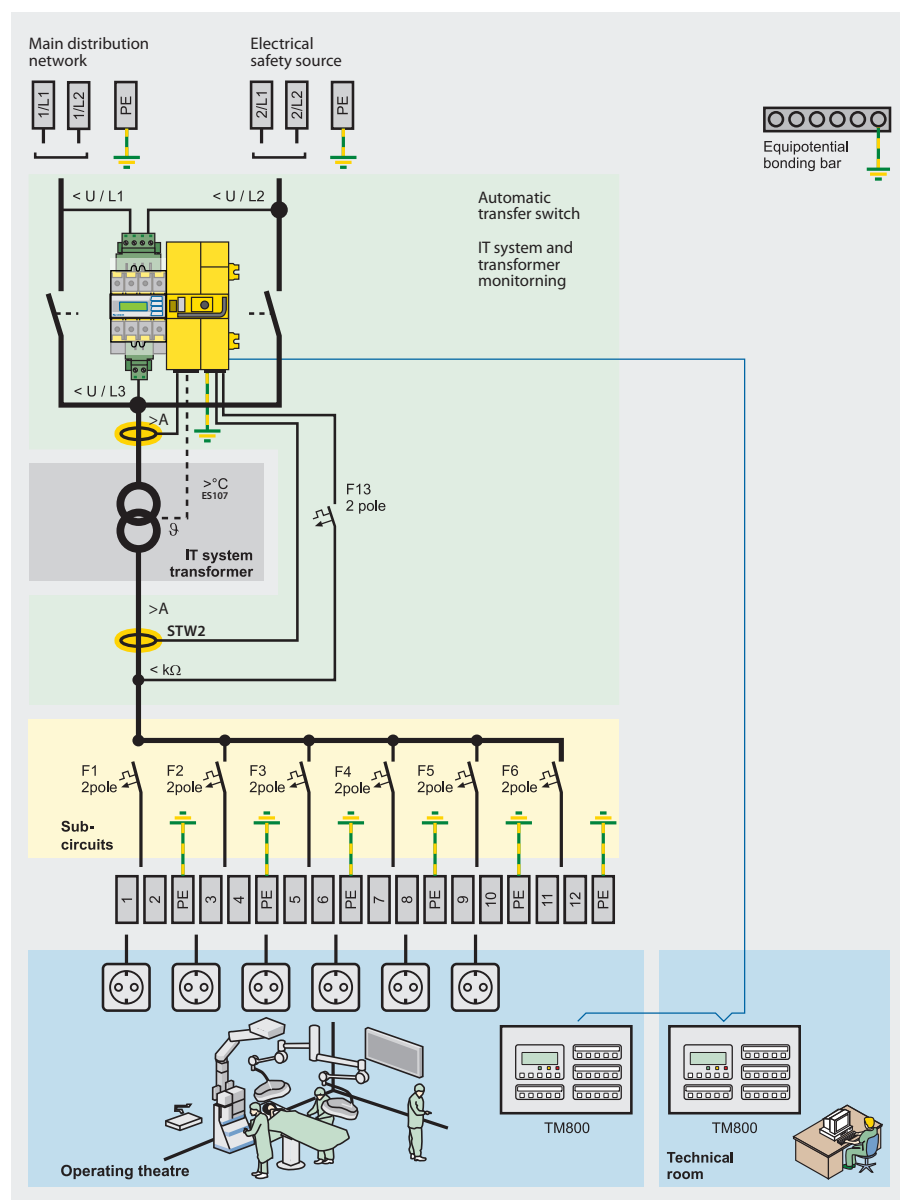 Main distribution
network
Electrical
safety source
1/L1
1/L2
PE
2/L1
2/L2
PE
Equipotential
bonding bar
< U / L1
< U / L2
Automatic
transfer switch
IT system and
transformer
monitorning
< U / L3
>A
>°C
ES107
F13
2 pole
ϑ
IT system
transformer
>A
STW2
< kΩ
F1
2pole
F2
2pole
F3
2pole
F4
2pole
F5
2pole
F6
2pole
Sub-
circuits
1
2
PE
3
4
PE
5
6
PE
7
8
PE
9
10
PE
11
12
PE
TM800
TM800
Operating theatre
Technical
room